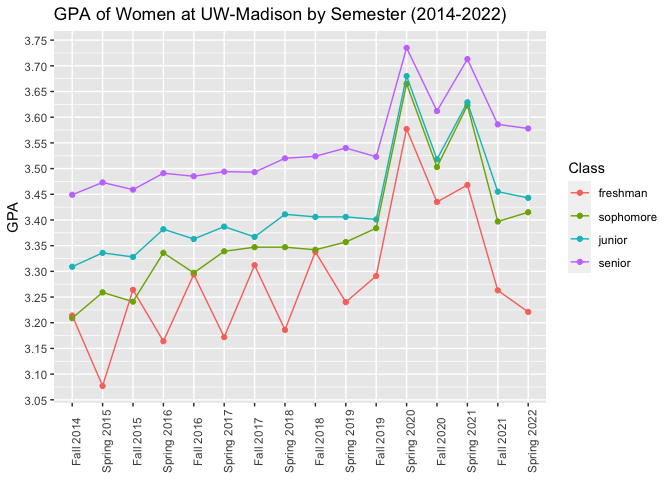 GPA of Women at UW-Madison by Semester (2014-2022)
3.75
3.70
3.65
3.60
3.55
3.50
3.45
3.40
3.35
3.30
3.25
3.20
3.15
3.10
3.05
GPA
Fall 2014
Spring 2015
Fall 2015
Spring 2016
Fall 2016
Spring 2017
Fall 2017
Spring 2018
Fall 2018
Spring 2019
Fall 2019
Spring 2020
Fall 2020
Spring 2021
Fall 2021
Spring 2022
Class
freshman
sophomore
junior
senior